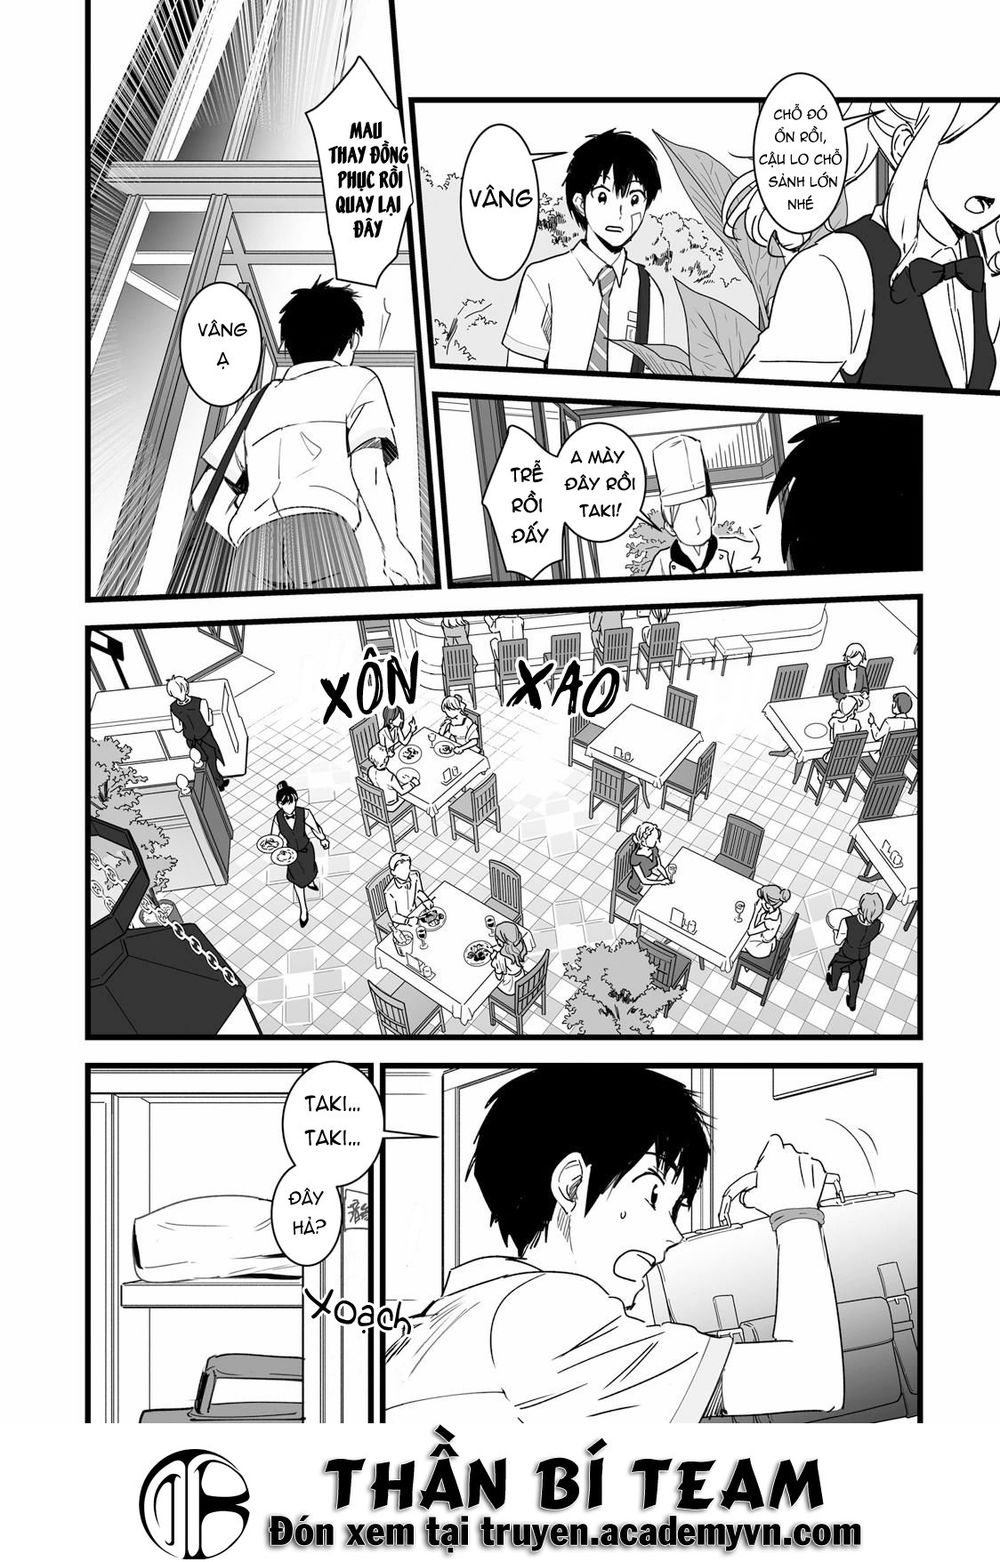 CHỖ ĐÓ
ỔN RỒI,
CẬU LO CHỖ
SẢNH LỚN
NHÉ
VÂNG
MAU
THAY ĐỒNG
PHỤC RỒI
QUAY LẠI
ĐÂY
VÂNG
Ạ
A MÀY
ĐÂY RỒI
TAKI!
TRỄ
RỒI
ĐẤY
XÔN XAO
TAKI...
TAKI...
ĐÂY
HẢ?
XOẠCH
THẦN BÍ TEAM
Đón xem tại truyen.academyvn.com